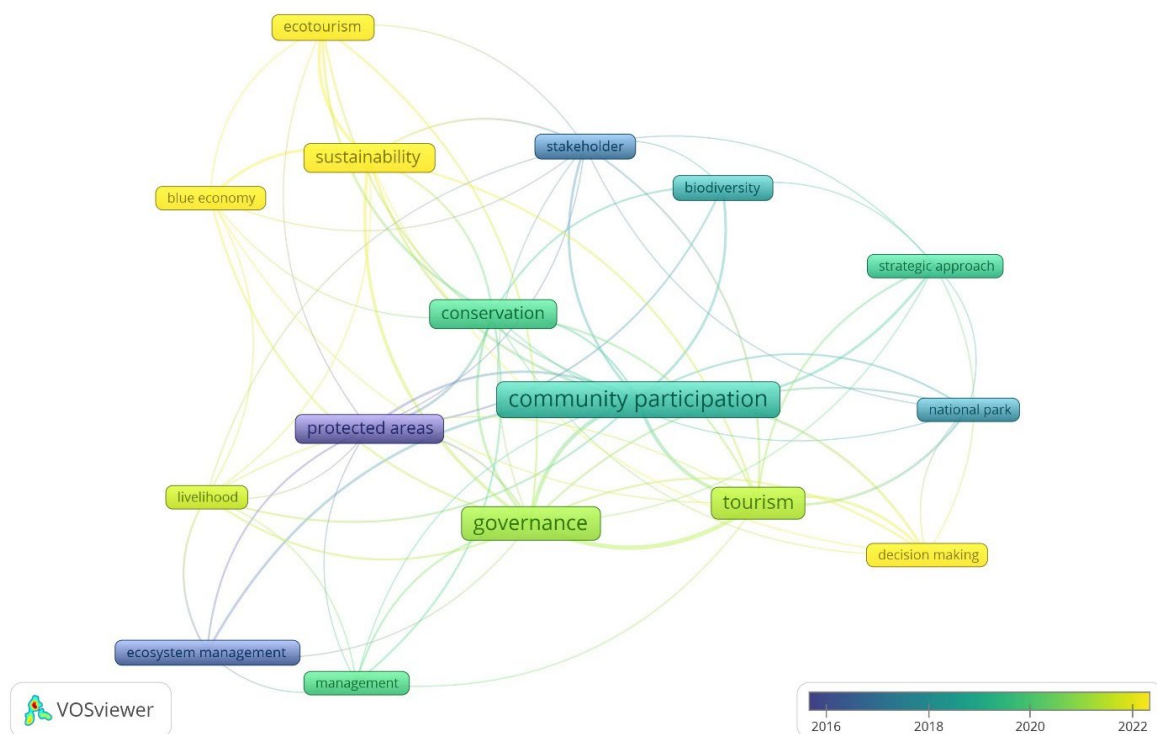 ecotourism
stakeholder
sustainability
biodiversity
blue economy
strategic approach
conservation
community participation
national park
protected areas
livelihood
tourism
governance
decision making
ecosystem management
management
VOSviewer
2016 2018 2020 2022